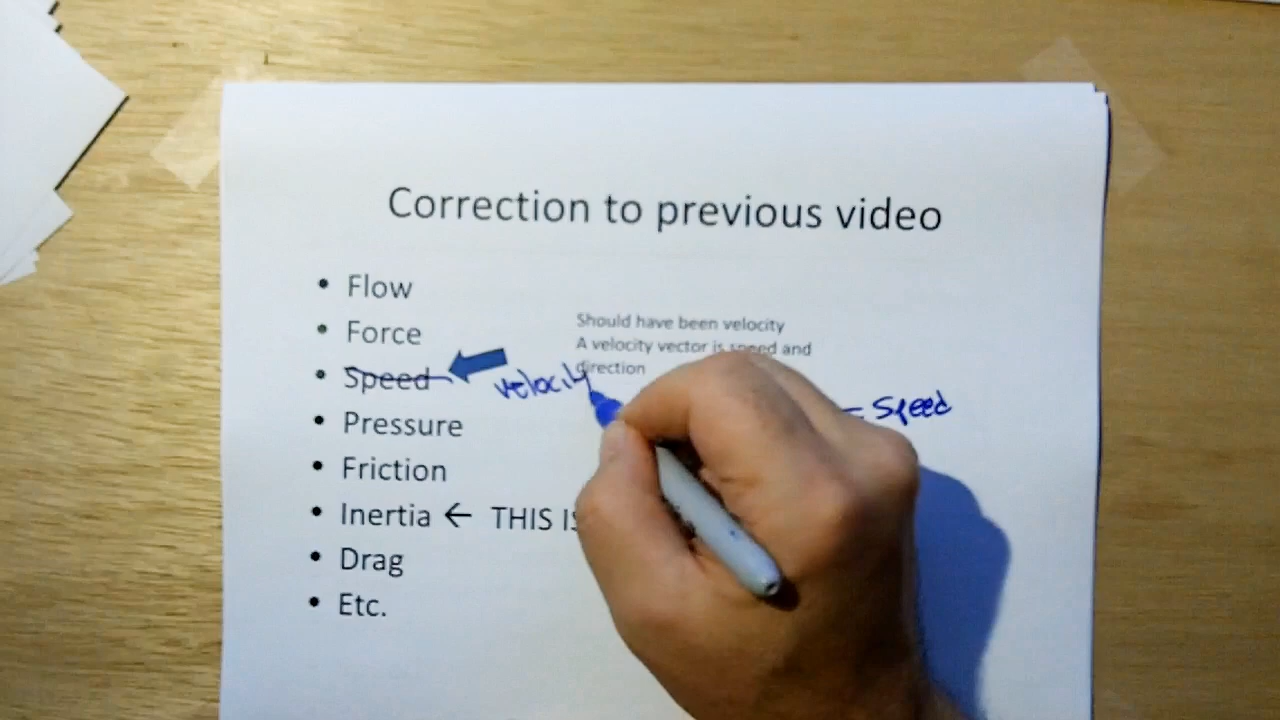 Correction to previous video
• Flow
• Force
Should have been velocity
A velocity vector is speed and
direction
• Speed
velocity
– Speed
• Pressure
• Friction
• Inertia ← THIS IS
• Drag
• Etc.